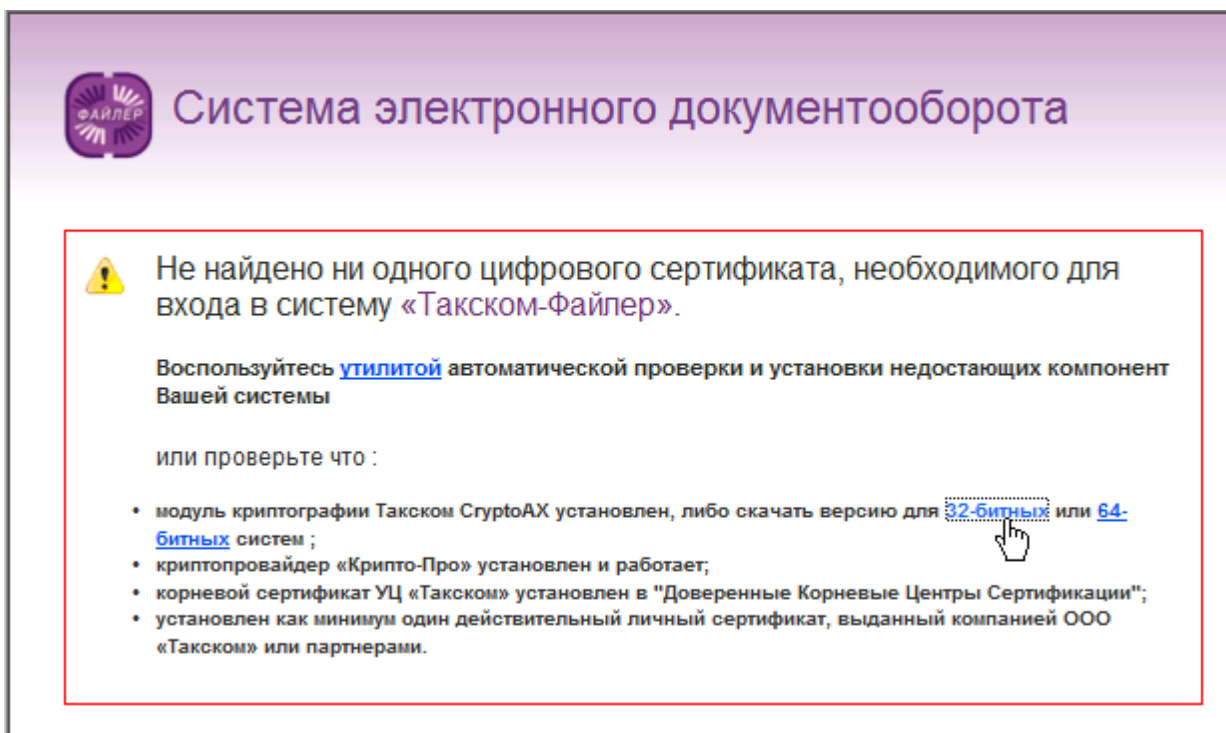 ФАЙЛЕР
Система электронного документооборота
Не найдено ни одного цифрового сертификата, необходимого для
входа в систему «Такском-Файлер».
Воспользуйтесь утилитой автоматической проверки и установки недостающих компонент
Вашей системы
или проверьте что :
• модуль криптографии Такском CryptoAX установлен, либо скачать версию для 32-битных или 64-
битных систем ;
• криптопровайдер «Крипто-Про» установлен и работает;
• корневой сертификат УЦ «Такском» установлен в "Доверенные Корневые Центры Сертификации";
• установлен как минимум один действительный личный сертификат, выданный компанией ООО
«Такском» или партнерами.